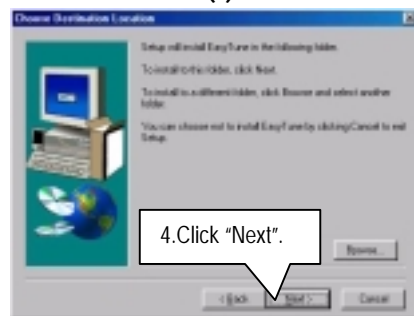 Choose Destination Location
Setup will install EasyTune in the following folder.
To install to this folder, click Next.
To install to a different folder, click Browse and select another
folder.
You can choose not to install EasyTune by clicking Cancel to exit
Setup.
4.Click “Next”.
Browse...
< Back
Next >
Cancel